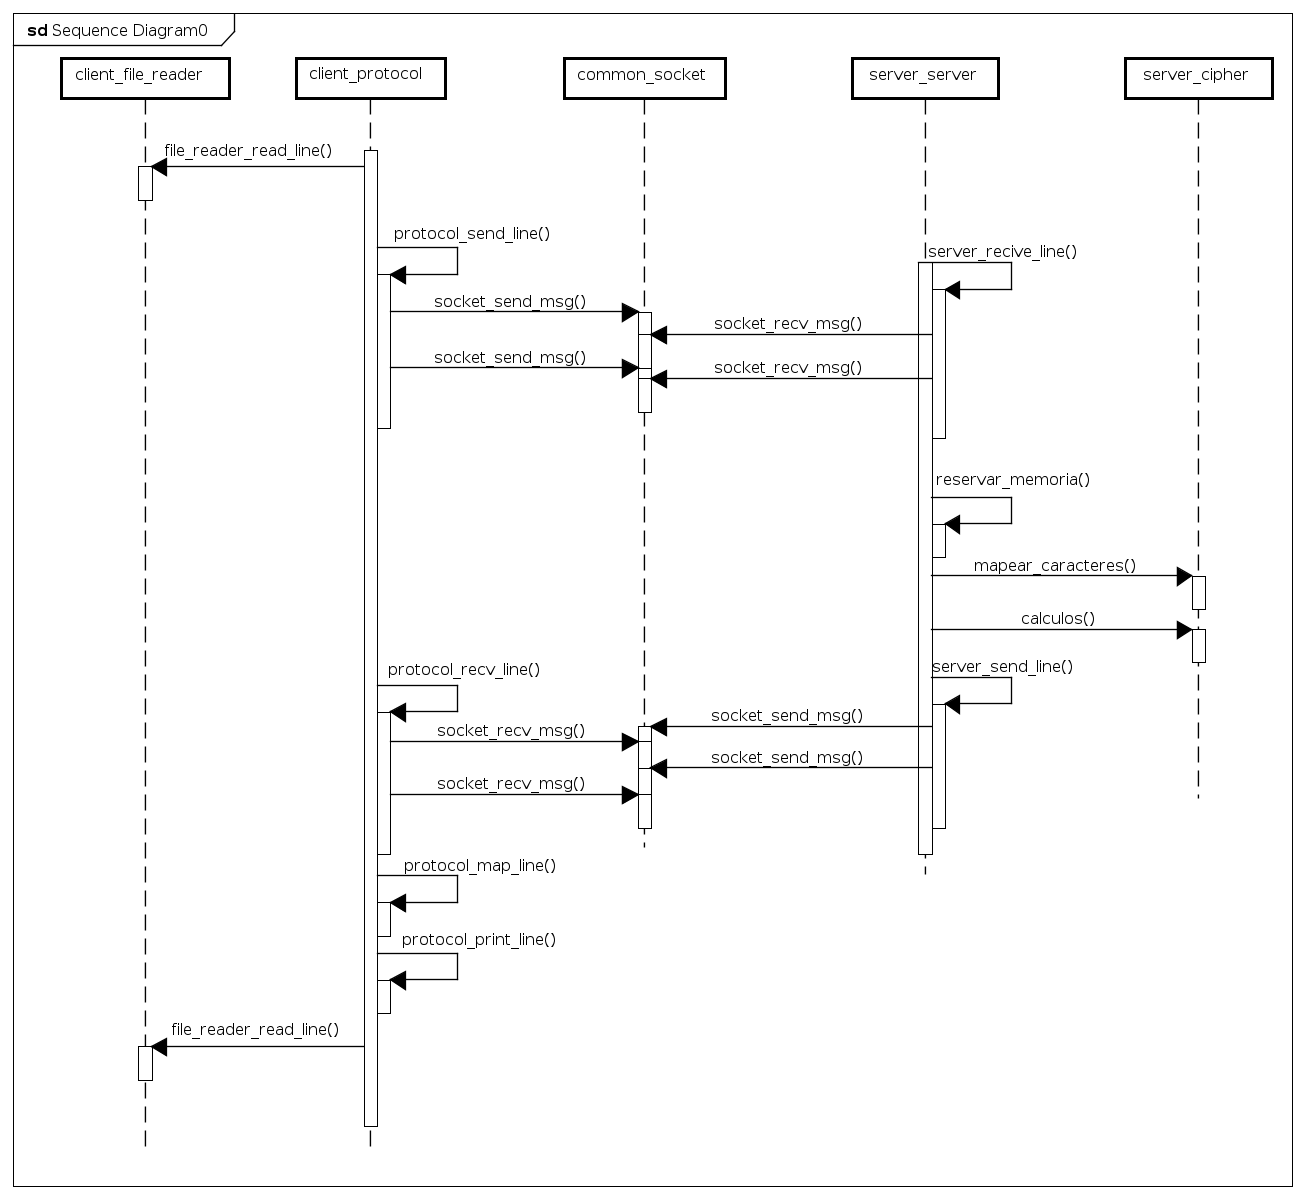 sd Sequence Diagram0
client_file_reader
client_protocol
common_socket
server_server
server_cipher
file_reader_read_line()
protocol_send_line()
server_recive_line()
socket_send_msg()
socket_recv_msg()
socket_send_msg()
socket_recv_msg()
reservar_memoria()
mapear_caracteres()
calculos()
protocol_recv_line()
server_send_line()
socket_send_msg()
socket_recv_msg()
socket_send_msg()
socket_recv_msg()
protocol_map_line()
protocol_print_line()
file_reader_read_line()